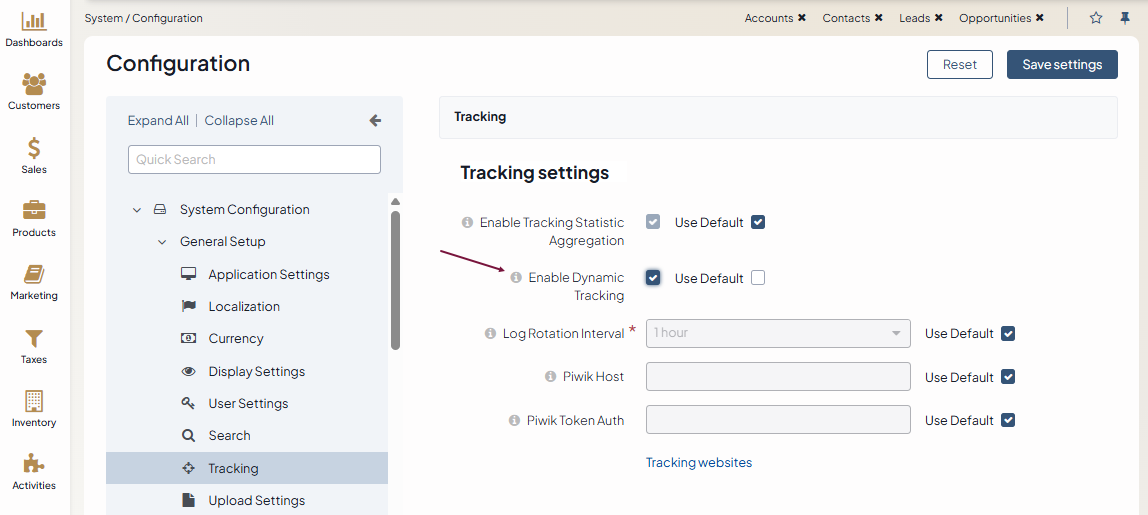 System / Configuration
Accounts ✖ Contacts ✖ Leads ✖ Opportunities ✖
Dashboards
Customers
Sales
Products
Marketing
Taxes
Inventory
Activities
Configuration
Reset
Save settings
Expand All | Collapse All
Quick Search
System Configuration
General Setup
Application Settings
Localization
Currency
Display Settings
User Settings
Search
Tracking
Upload Settings
Tracking
Tracking settings
Enable Tracking Statistic
Aggregation
Use Default
Enable Dynamic
Tracking
Use Default
Log Rotation Interval *
1 hour
Use Default
Piwik Host
Use Default
Piwik Token Auth
Use Default
Tracking websites